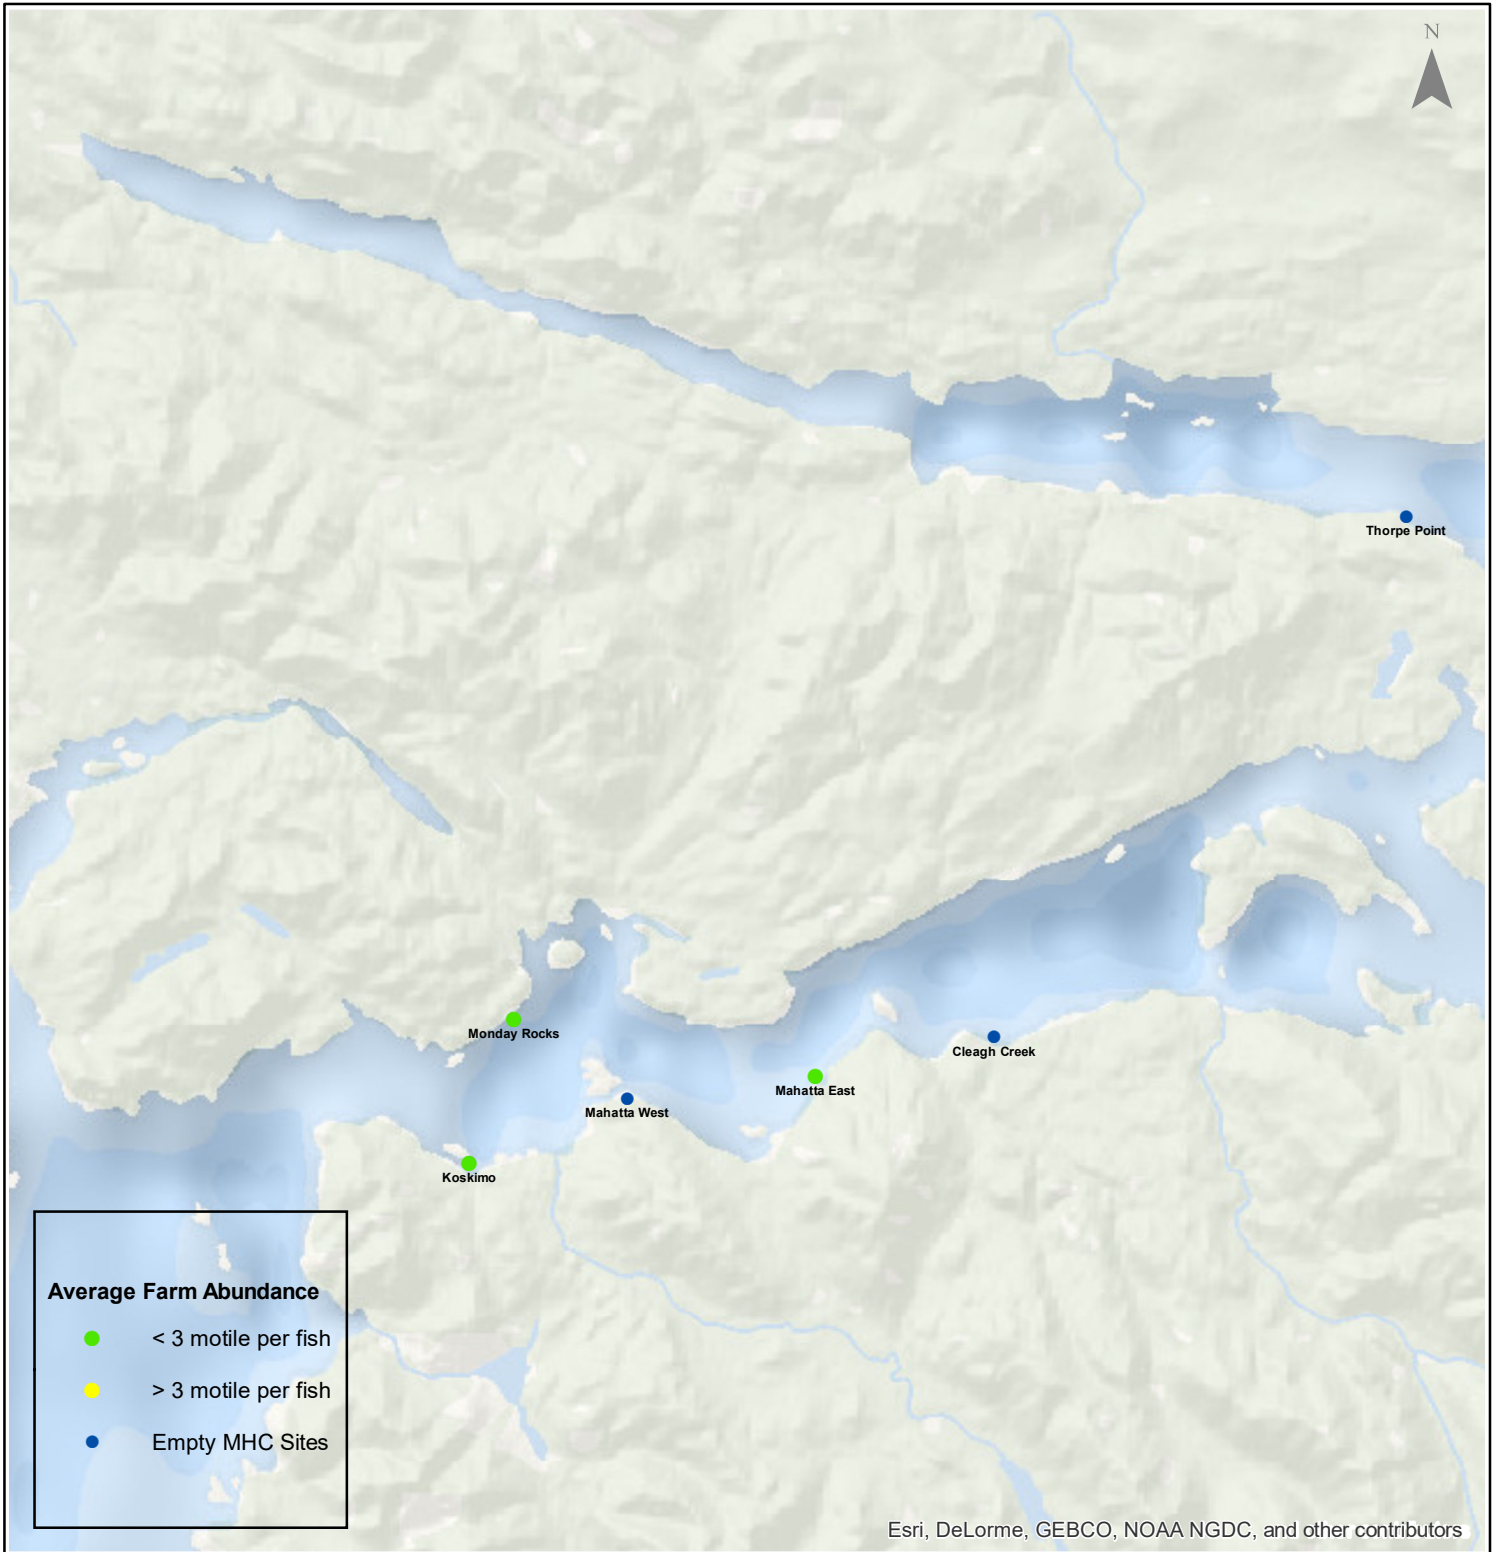 N
Thorpe Point
Monday Rocks
Cleagh Creek
Mahatta East
Mahatta West
Koskimo
Average Farm Abundance
< 3 motile per fish
> 3 motile per fish
Empty MHC Sites
Esri, DeLorme, GEBCO, NOAA NGDC, and other contributors